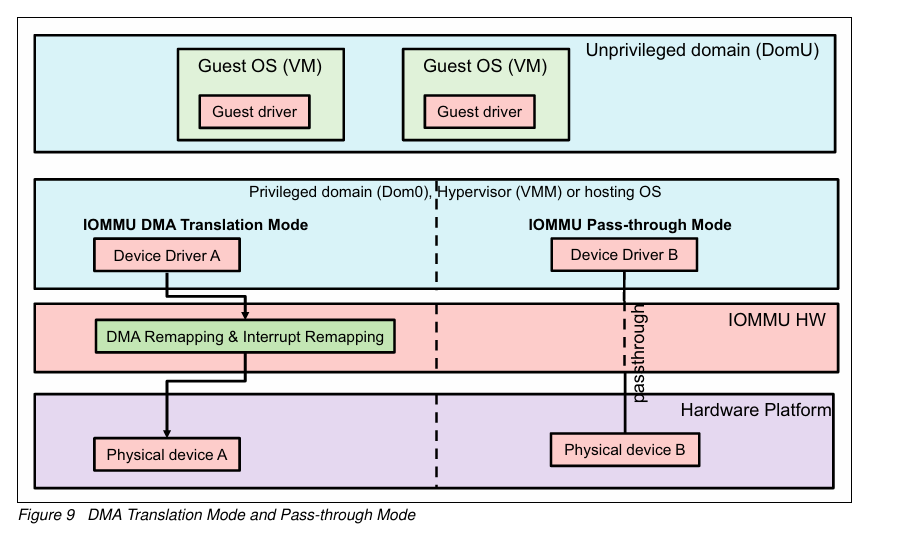 Unprivileged domain (DomU)
Guest OS (VM)
Guest driver
Guest OS (VM)
Guest driver
Privileged domain (Dom0), Hypervisor (VMM) or hosting OS
IOMMU DMA Translation Mode
Device Driver A
IOMMU Pass-through Mode
Device Driver B
IOMMU HW
DMA Remapping & Interrupt Remapping
passthrough
Hardware Platform
Physical device A
Physical device B
Figure 9 DMA Translation Mode and Pass-through Mode